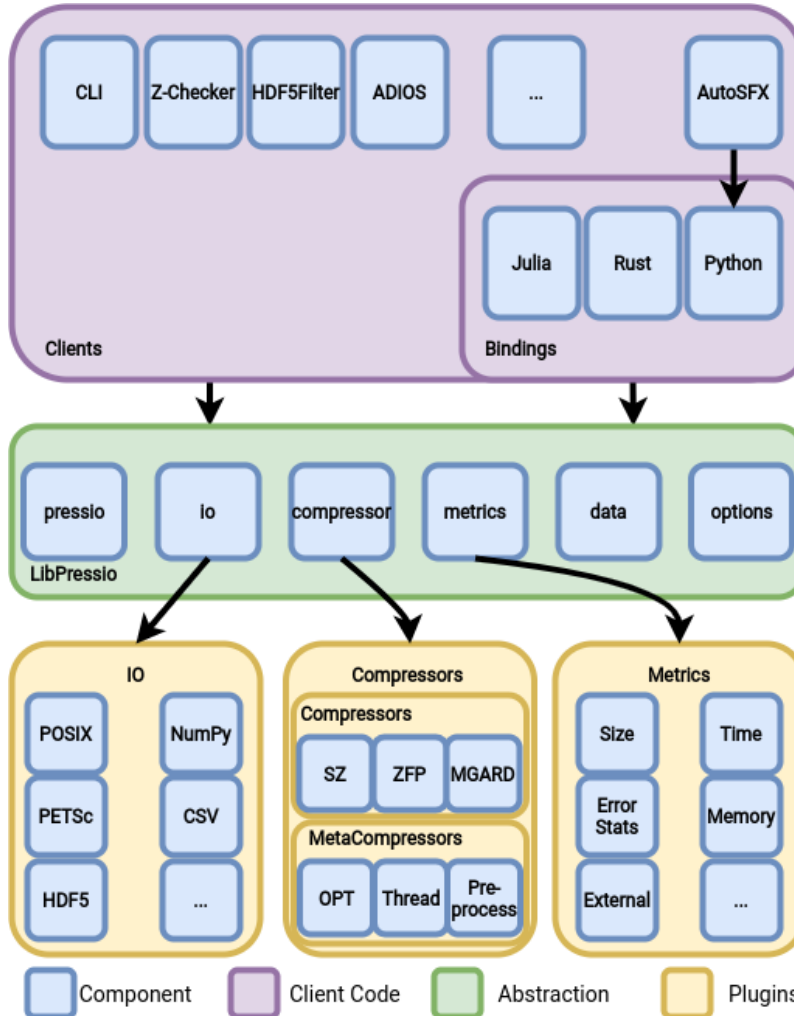 CLI
Z-Checker
HDF5Filter
ADIOS
...
AutoSFX
Julia
Rust
Python
Clients
Bindings
pressio
io
compressor
metrics
data
options
LibPressio
IO
POSIX
NumPy
PETSc
CSV
HDF5
...
Compressors
Compressors
SZ
ZFP
MGARD
MetaCompressors
OPT
Thread
Pre-
process
Metrics
Size
Time
Error
Stats
Memory
External
...
Component
Client Code
Abstraction
Plugins